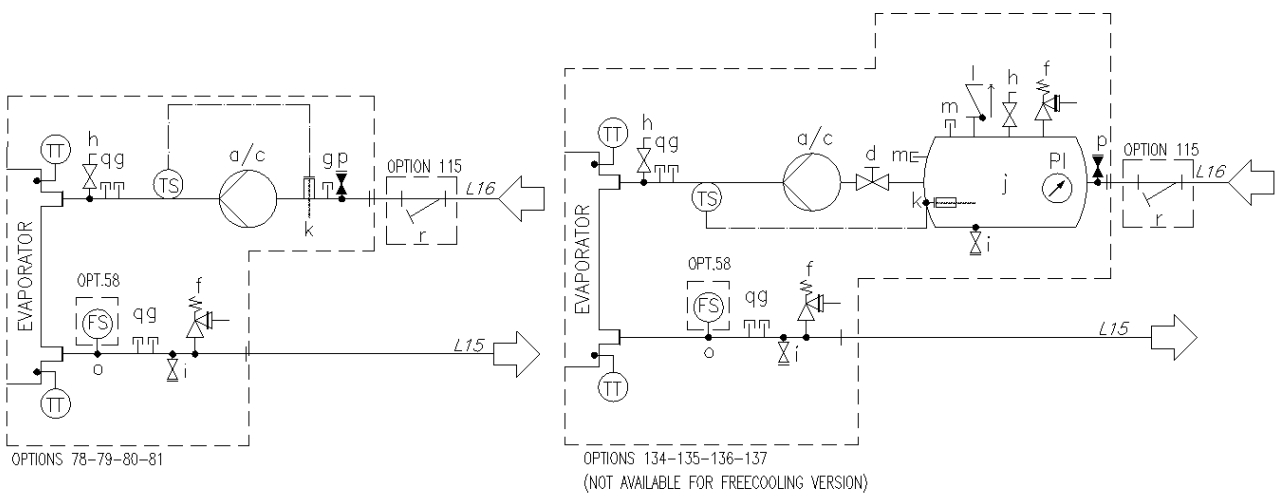 TT
h
qg
TS
a/c
gp
k
OPTION 115
L16
r
EVAPORATOR
OPT.58
FS
o
qg
i
f
L15
TT
OPTIONS 78-79-80-81
TT
h
qg
TS
a/c
d
m
m
l
h
f
j
PI
k
i
p
OPTION 115
L16
r
EVAPORATOR
OPT.58
FS
o
qg
i
f
L15
TT
OPTIONS 134-135-136-137
(NOT AVAILABLE FOR FREECOOLING VERSION)